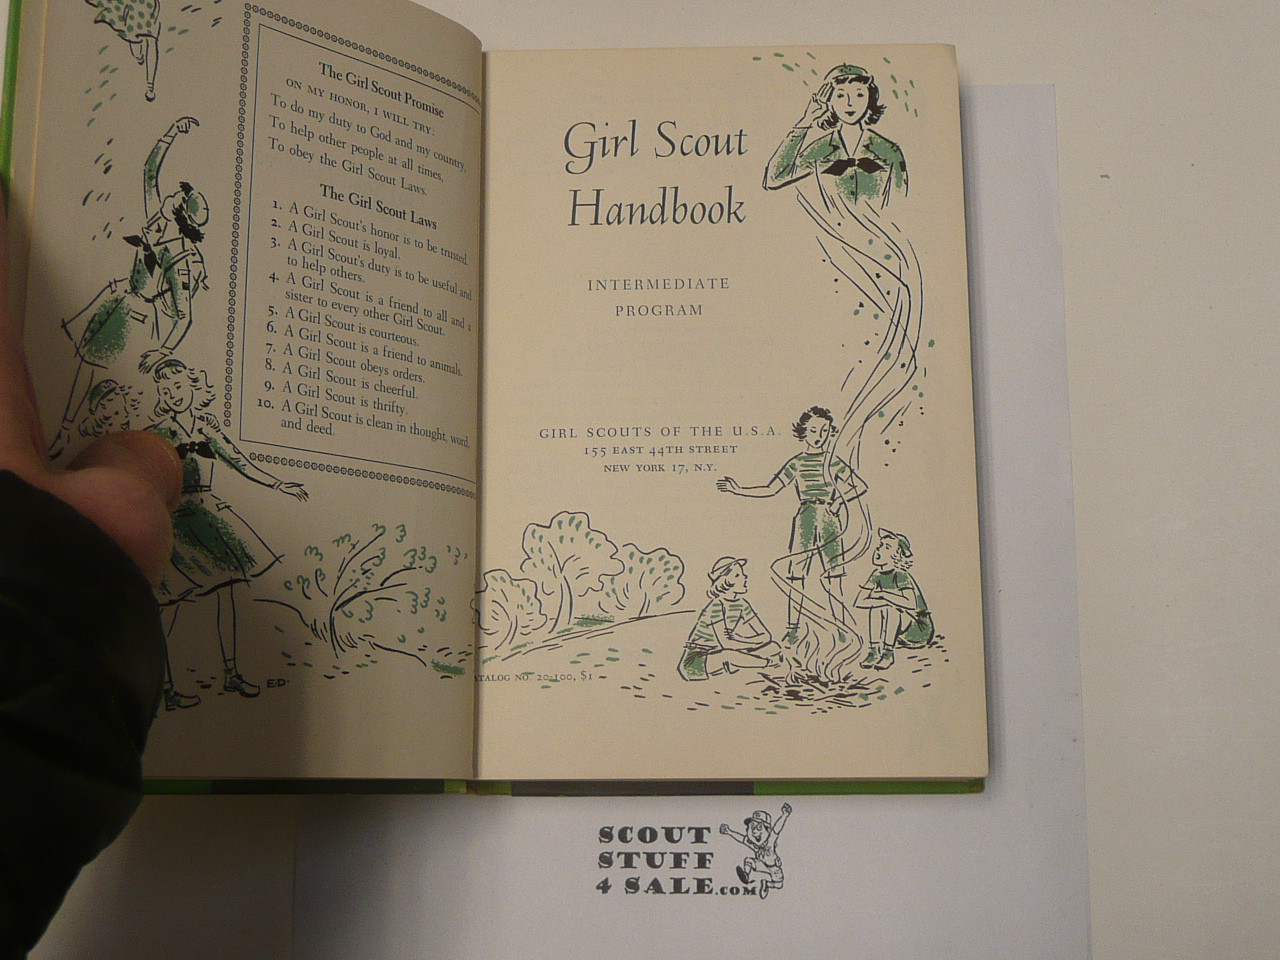 The Girl Scout Promise
ON MY HONOR, I WILL TRY:
To do my duty to God and my country,
To help other people at all times,
To obey the Girl Scout Laws.
The Girl Scout Laws
1. A Girl Scout's honor is to be trusted.
2. A Girl Scout is loyal.
3. A Girl Scout's duty is to be useful and
to help others.
4. A Girl Scout is a friend to all and a
sister to every other Girl Scout.
5. A Girl Scout is courteous.
6. A Girl Scout is a friend to animals.
7. A Girl Scout obeys orders.
8. A Girl Scout is cheerful.
9. A Girl Scout is thrifty.
10. A Girl Scout is clean in thought, word,
and deed.
E.D.
Girl Scout
Handbook
INTERMEDIATE
PROGRAM
GIRL SCOUTS OF THE U.S.A.
155 EAST 44TH STREET
NEW YORK 17, N.Y.
ATALOG NO. 20-100, $1
SCOUT
STUFF
4 SALE.COM